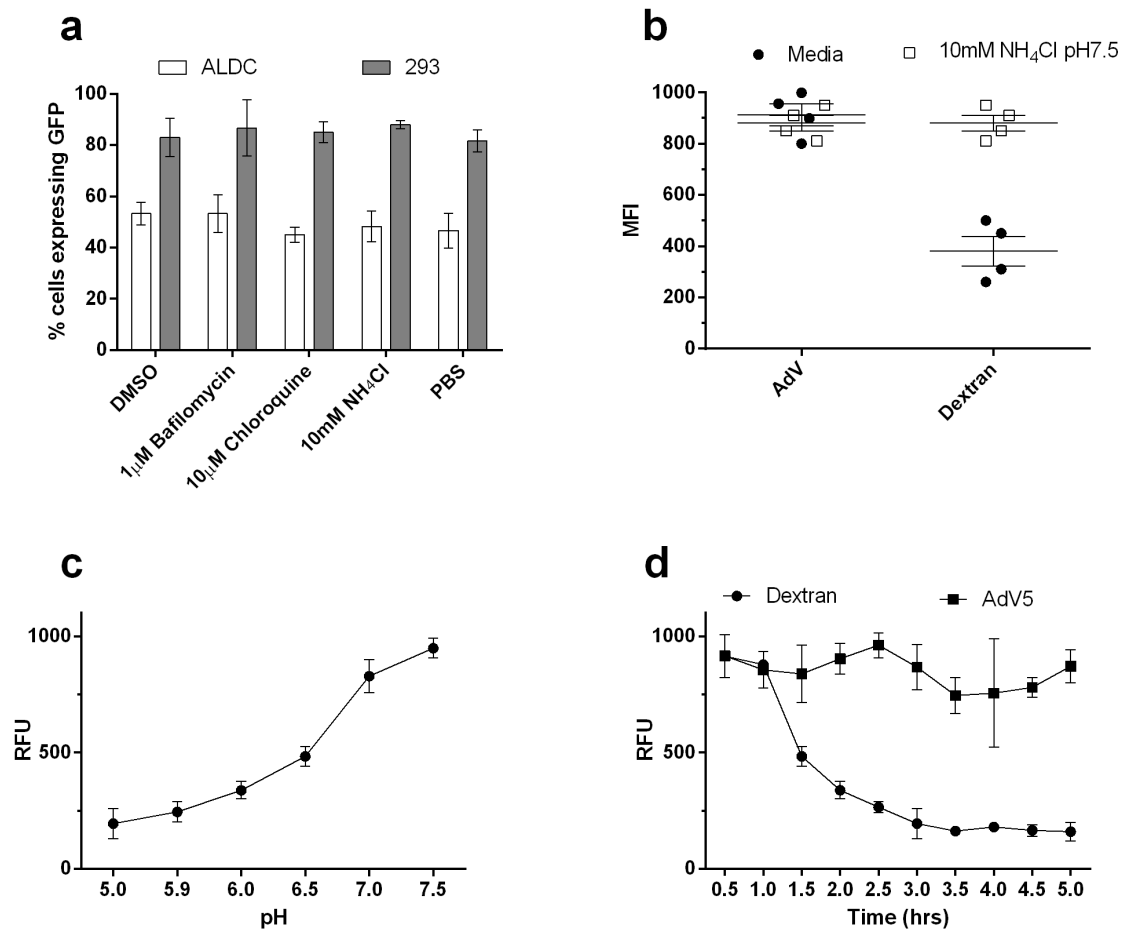 a
ALDC 293
% cells expressing GFP
100
80
60
40
20
0
DMSO
1μM Bafilomycin
10μM Chloroquine
10mM NH₄Cl
PBS
b
Media 10mM NH₄Cl pH7.5
MFI
1000
800
600
400
200
0
AdV
Dextran
c
RFU
1000
500
0
5.0 5.9 6.0 6.5 7.0 7.5
pH
d
Dextran AdV5
RFU
1000
500
0
0.5 1.0 1.5 2.0 2.5 3.0 3.5 4.0 4.5 5.0
Time (hrs)